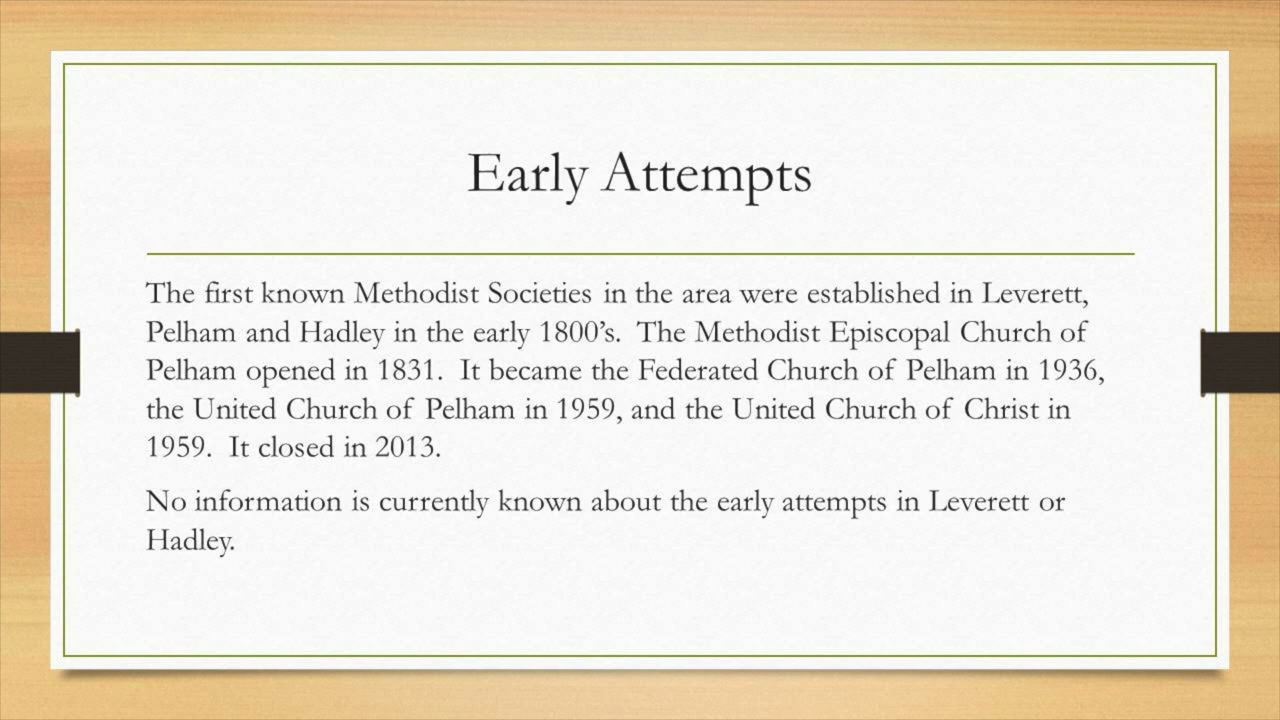 Early Attempts
The first known Methodist Societies in the area were established in Leverett,
Pelham and Hadley in the early 1800’s.  The Methodist Episcopal Church of
Pelham opened in 1831.  It became the Federated Church of Pelham in 1936,
the United Church of Pelham in 1959, and the United Church of Christ in
1959.  It closed in 2013.
No information is currently known about the early attempts in Leverett or
Hadley.